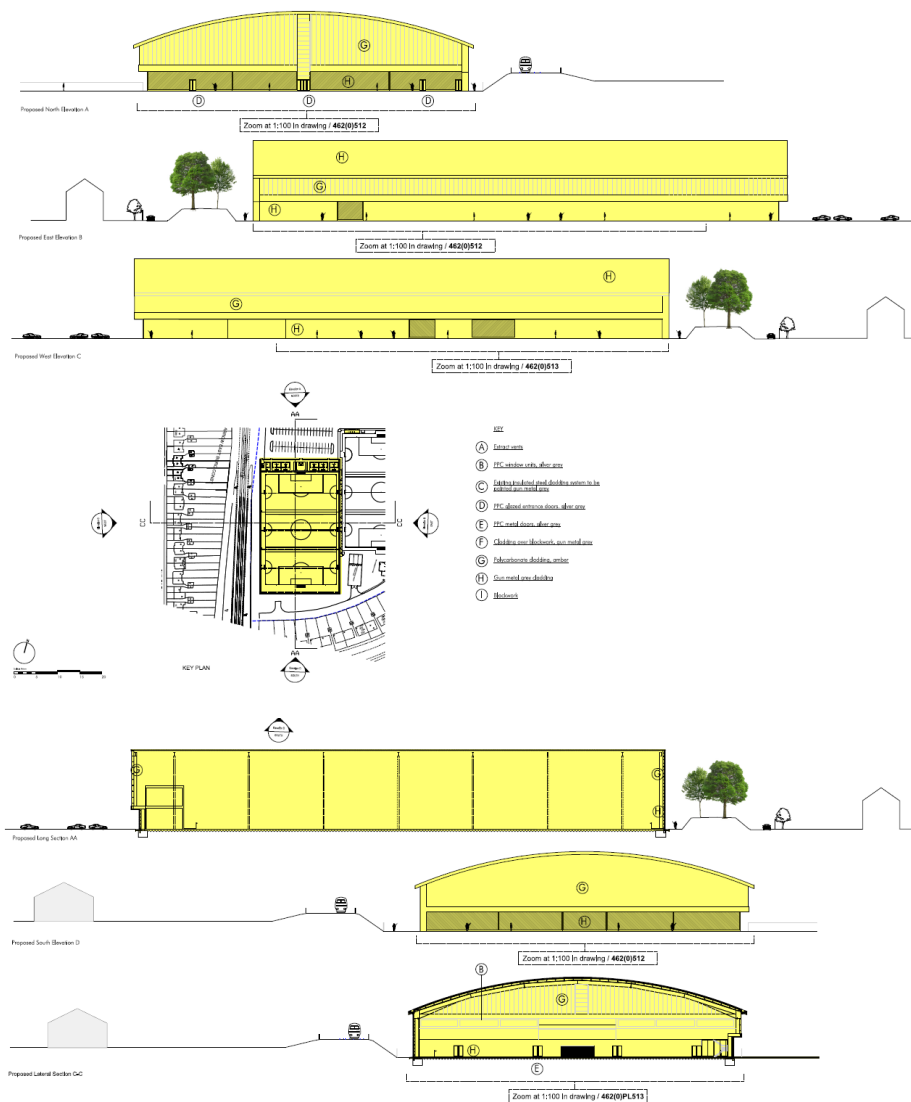 G
H
D
D
D
Proposed North Elevation A
Zoom at 1:100 in drawing / 462(0)512
H
G
H
Proposed East Elevation B
Zoom at 1:100 in drawing / 462(0)512
H
G
H
Proposed West Elevation C
Zoom at 1:100 in drawing / 462(0)513
AA
CC
CC
AA
KEY PLAN
KEY
A Extract vents
B PPC window units, silver grey
C Existing insulated steel cladding system to be
painted gun metal grey
D PPC glazed entrance doors, silver grey
E PPC metal doors, silver grey
F Cladding over blockwork, gun metal grey
G Polycarbonate cladding, amber
H Gun metal grey cladding
I Blockwork
G
G
H
Proposed Long Section AA
G
H
Proposed South Elevation D
Zoom at 1:100 in drawing / 462(0)512
B
G
H
E
Proposed Lateral Section C-C
Zoom at 1:100 in drawing / 462(0)PL513